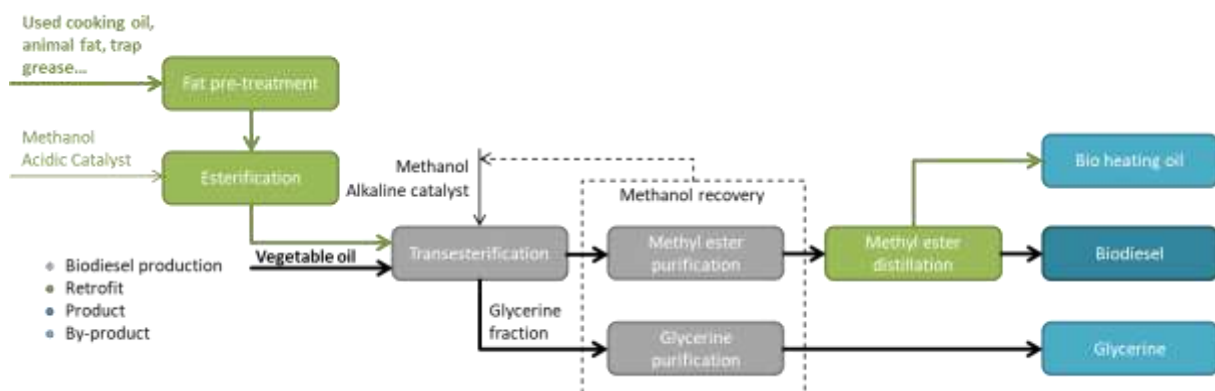 Used cooking oil,
animal fat, trap
grease...
Fat pre-treatment
Methanol
Acidic Catalyst
Esterification
Methanol
Alkaline catalyst
Methanol recovery
Bio heating oil
Vegetable oil
Transesterification
Methyl ester
purification
Methyl ester
distillation
Biodiesel
Biodiesel production
Retrofit
Product
By-product
Glycerine
fraction
Glycerine
purification
Glycerine